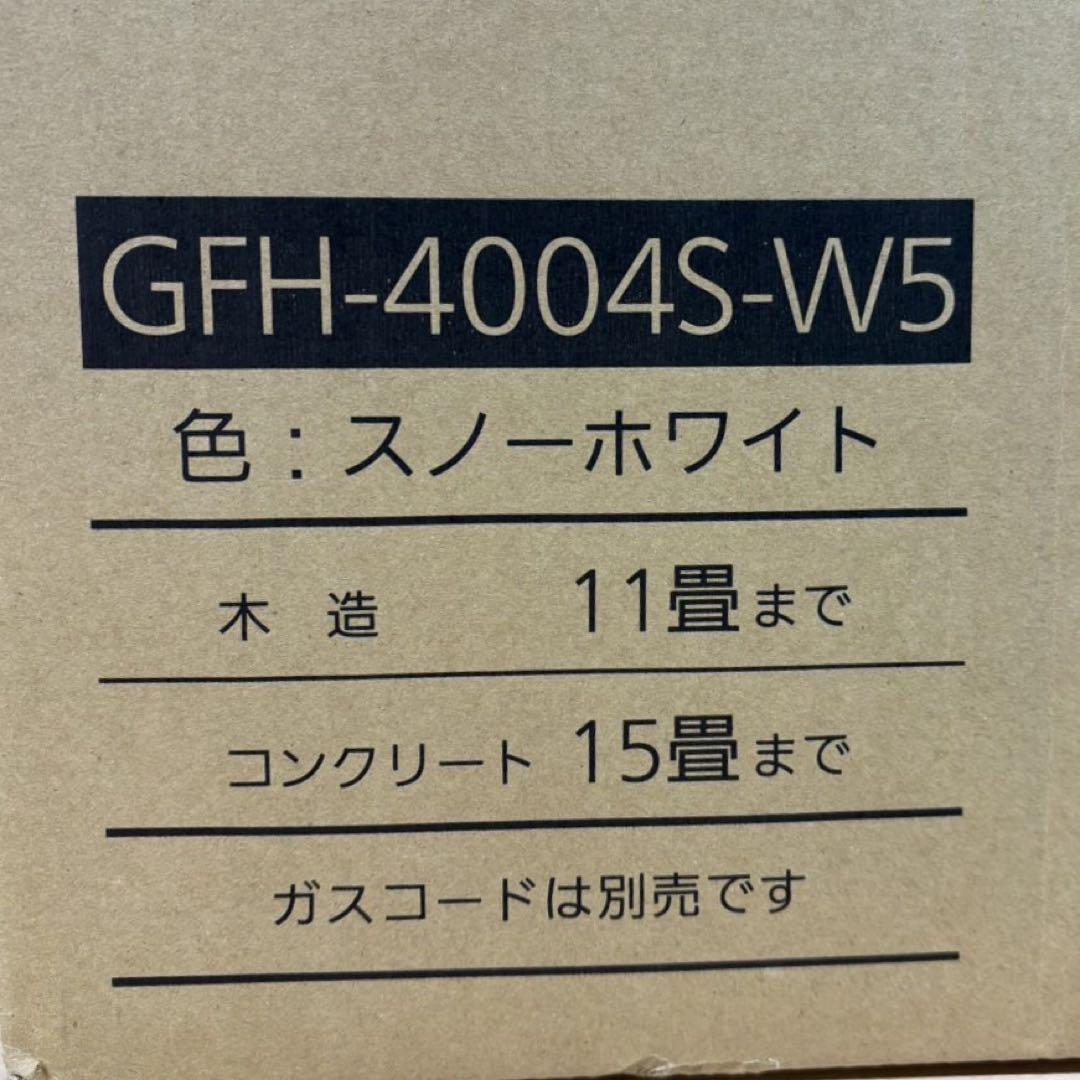 GFH-4004S-W5
色：スノーホワイト
木 造 11畳まで
コンクリート 15畳まで
ガスコードは別売です